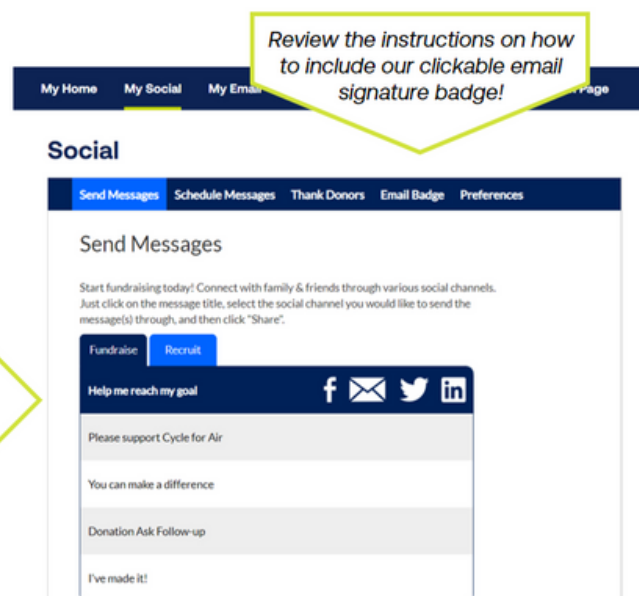 Review the instructions on how
to include our clickable email
signature badge!
My Home My Social My Email Page
Social
Send Messages Schedule Messages Thank Donors Email Badge Preferences
Send Messages
Start fundraising today! Connect with family & friends through various social channels.
Just click on the message title, select the social channel you would like to send the
message(s) through, and then click "Share".
Fundraise Recruit
Help me reach my goal
Please support Cycle for Air
You can make a difference
Donation Ask Follow-up
I've made it!